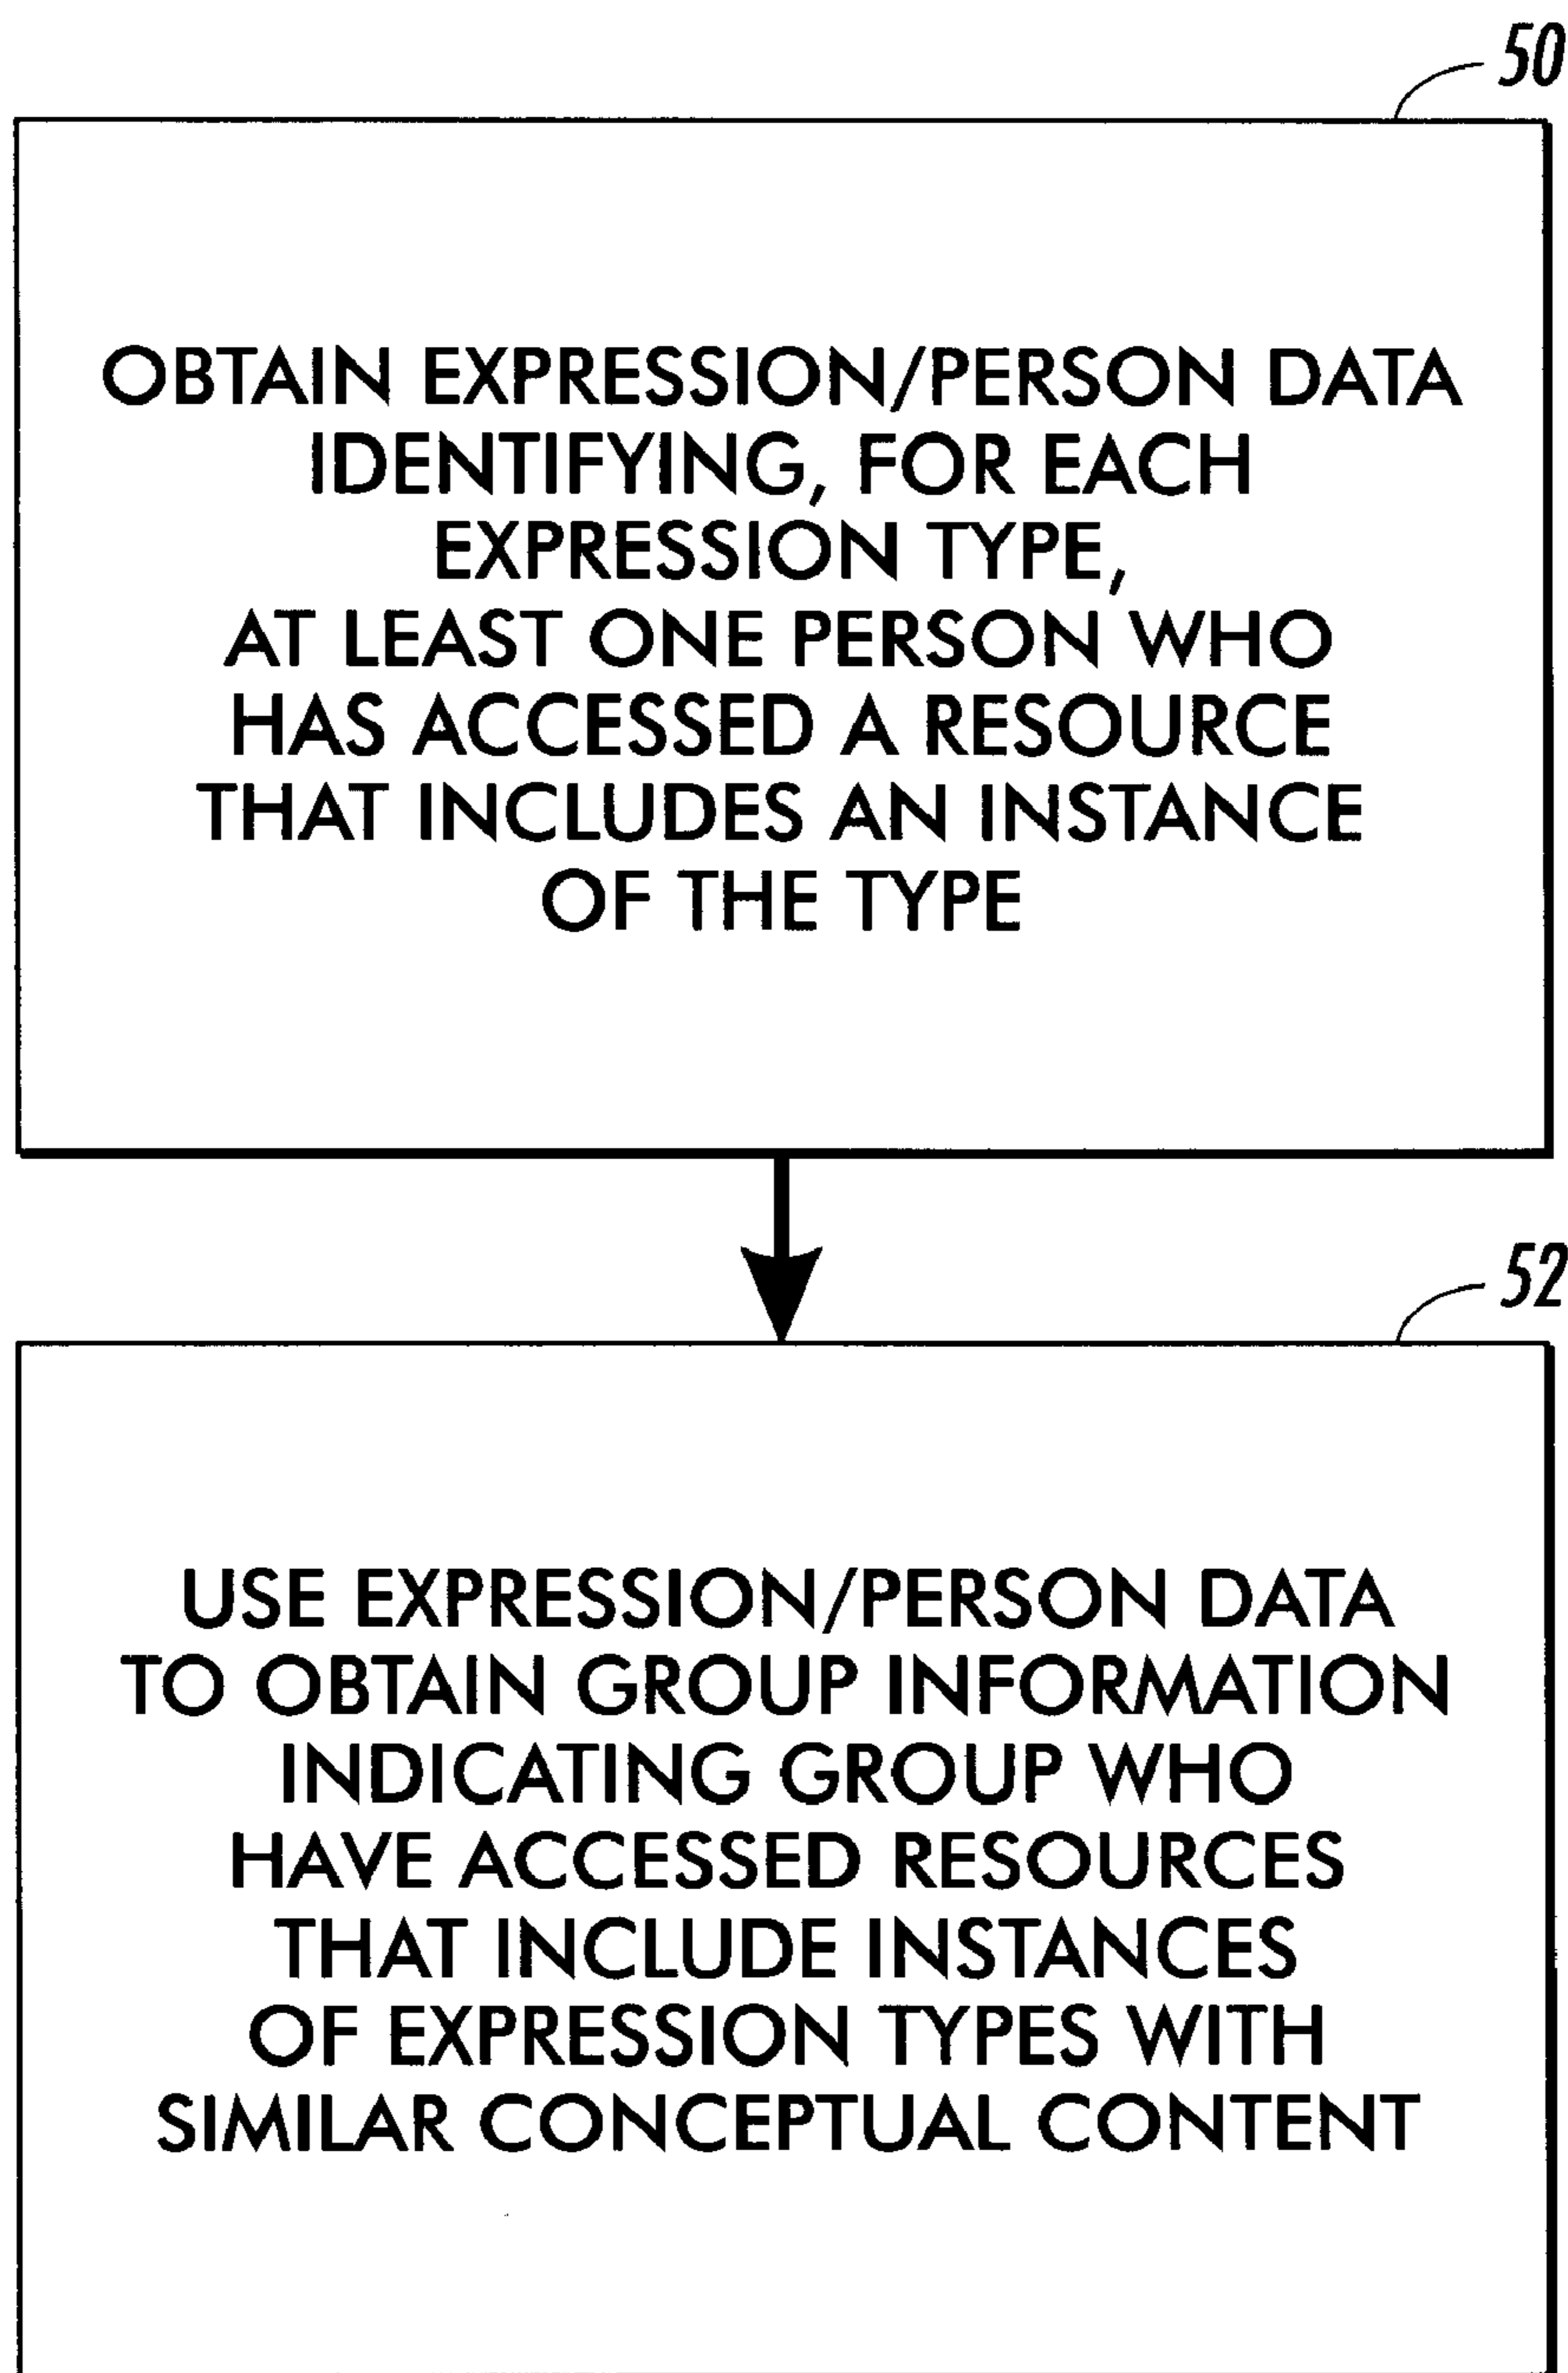 50
OBTAIN EXPRESSION/PERSON DATA
IDENTIFYING, FOR EACH
EXPRESSION TYPE,
AT LEAST ONE PERSON WHO
HAS ACCESSED A RESOURCE
THAT INCLUDES AN INSTANCE
OF THE TYPE
52
USE EXPRESSION/PERSON DATA
TO OBTAIN GROUP INFORMATION
INDICATING GROUP WHO
HAVE ACCESSED RESOURCES
THAT INCLUDE INSTANCES
OF EXPRESSION TYPES WITH
SIMILAR CONCEPTUAL CONTENT